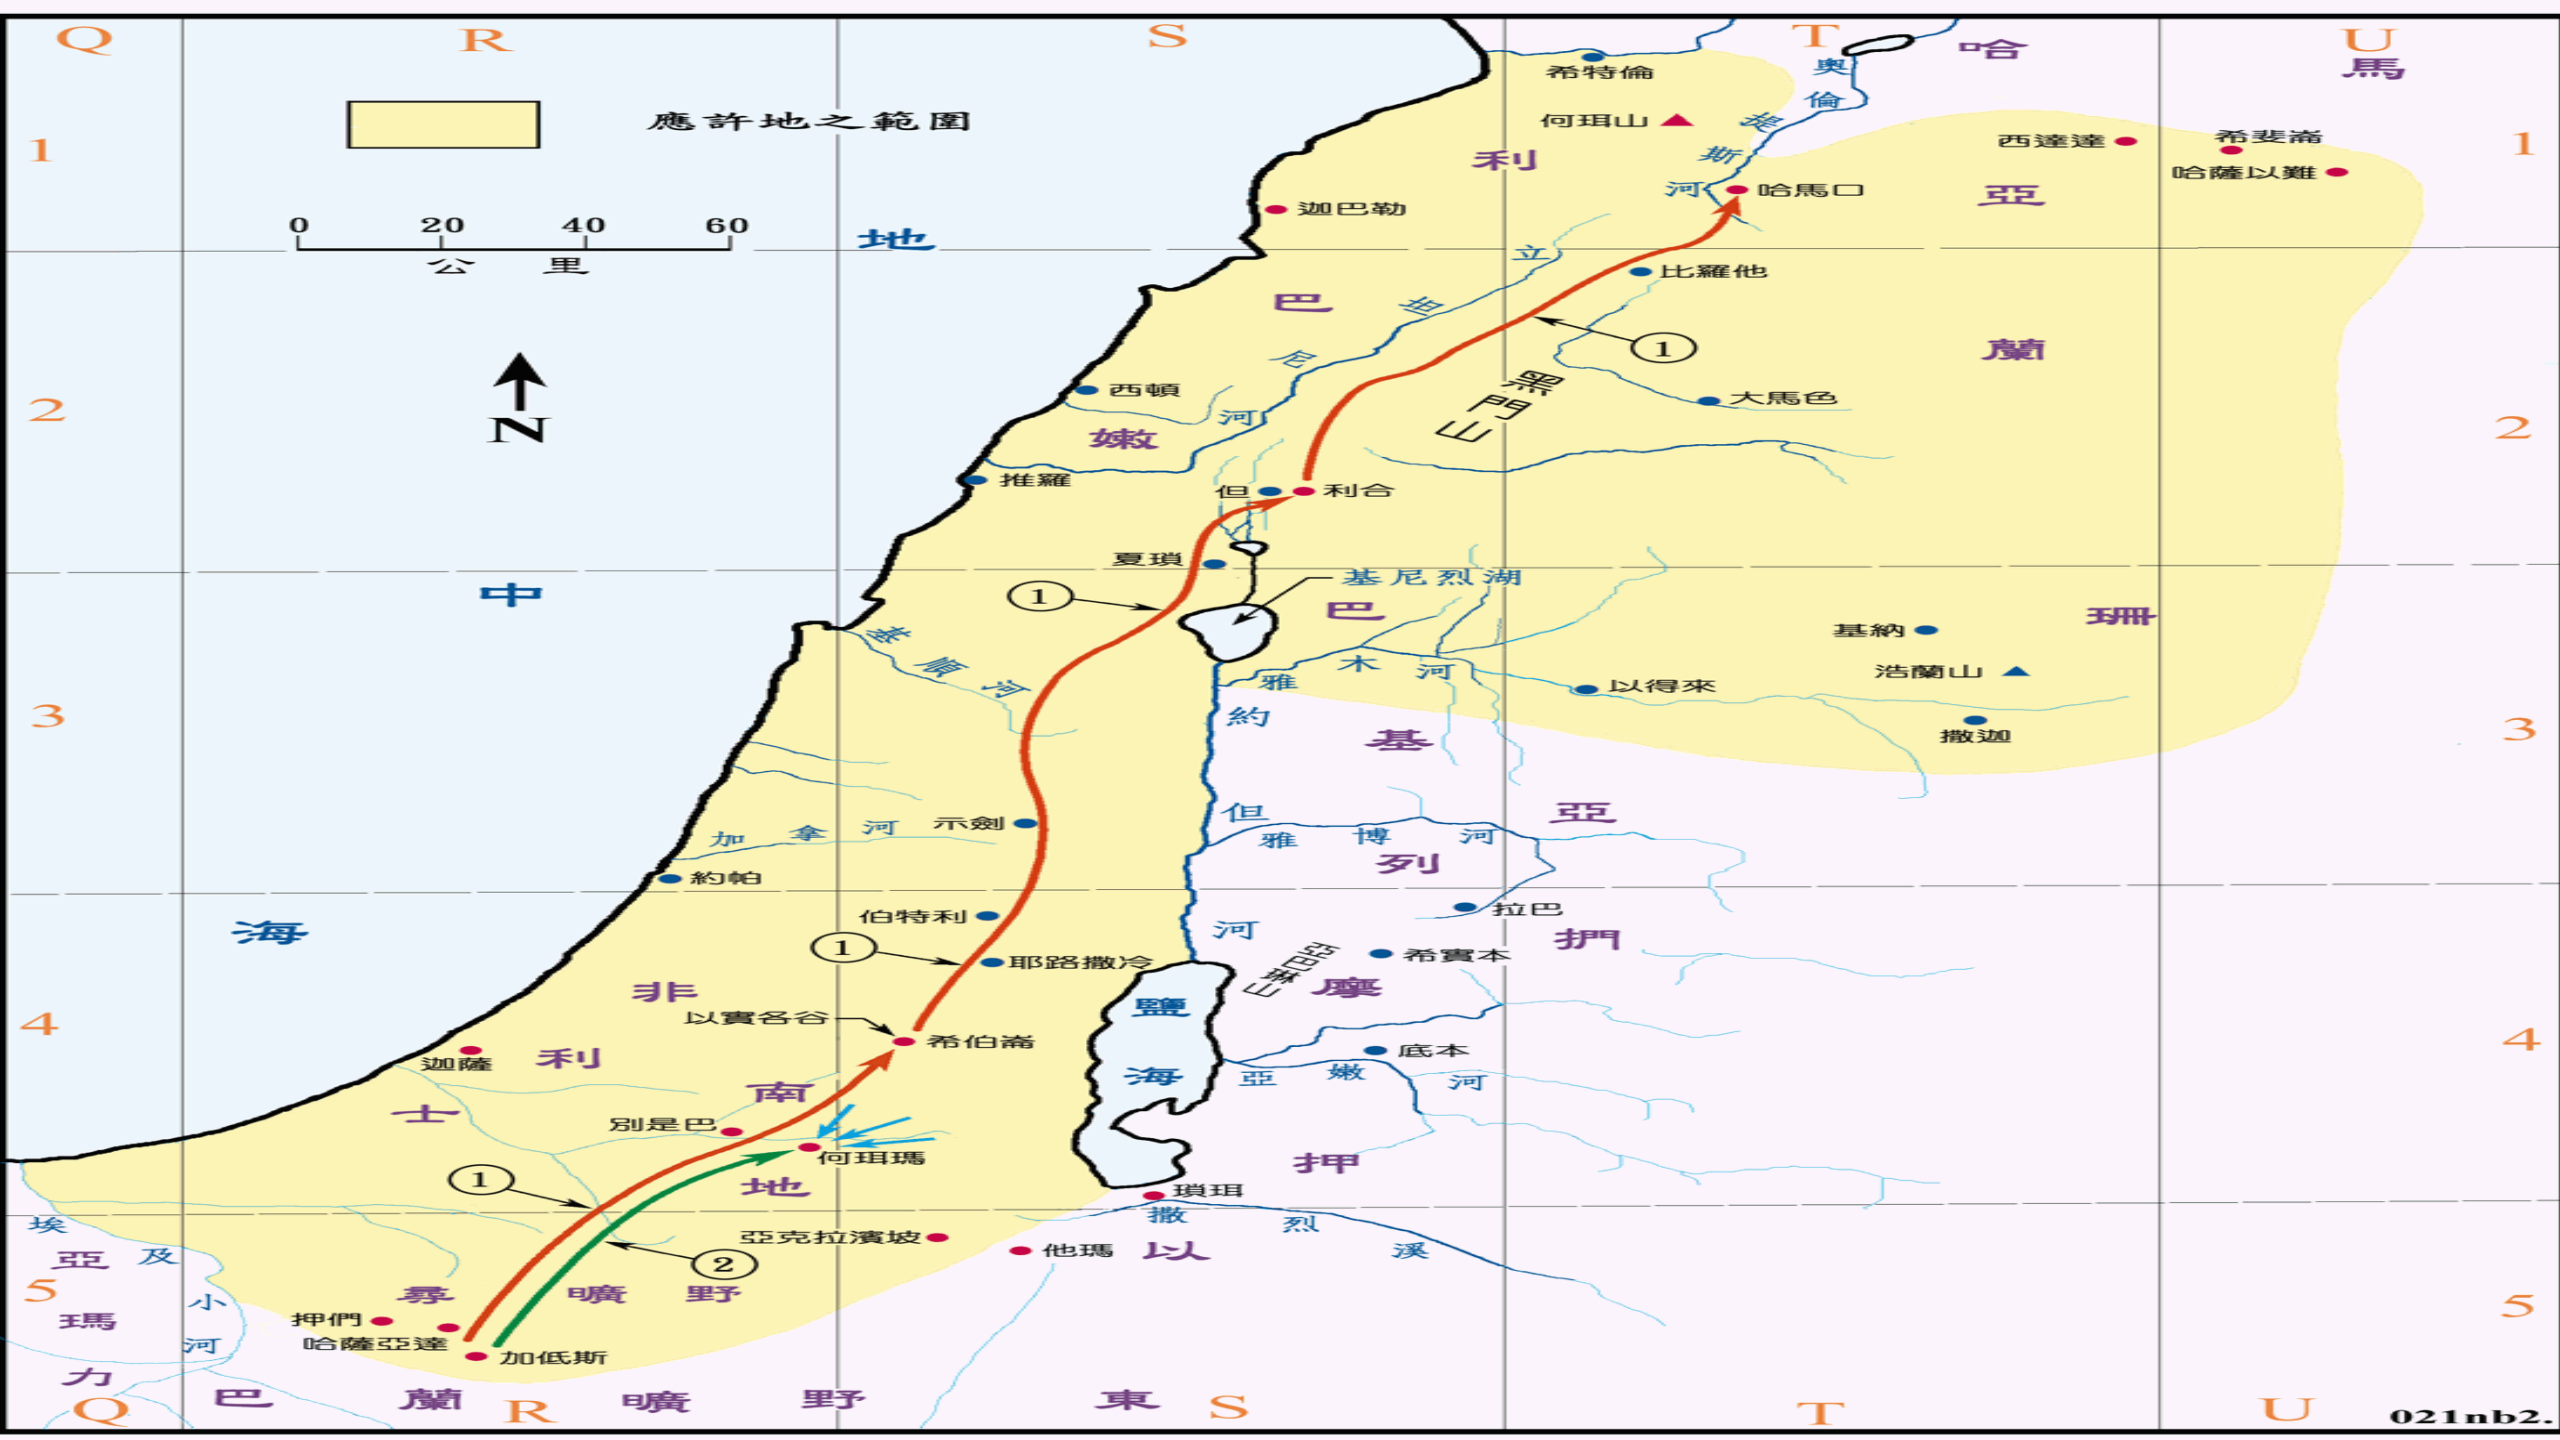 Q R S T U
應許地之範圍
0 20 40 60
公里
N
地中海
1 1
2 2
3 3
4 4
5 5
哈馬
希特倫
何珥山
奧倫提斯河
西達達
希斐崙
哈薩以難
利巴嫩
亞蘭
迦巴勒
哈馬口
立坦尼河
比羅他
1
黑門山
大馬色
西頓
推羅
但
利合
夏瑣
1
基尼烈湖
巴珊
基順河
雅木河
基納
浩蘭山
以得來
撒迦
約但河
基列
亞捫
加拿河
示劍
雅博河
約帕
伯特利
拉巴
1
耶路撒冷
希實本
亞巴琳山
摩押
非利士
以實各谷
希伯崙
鹽海
底本
亞嫩河
迦薩
南地
別是巴
何珥瑪
1
瑣珥
撒烈溪
埃及小河
亞瑪力
亞克拉濱坡
他瑪
以東
2
尋曠野
押們
哈薩亞達
加低斯
巴蘭曠野
Q R S T U
021nb2.